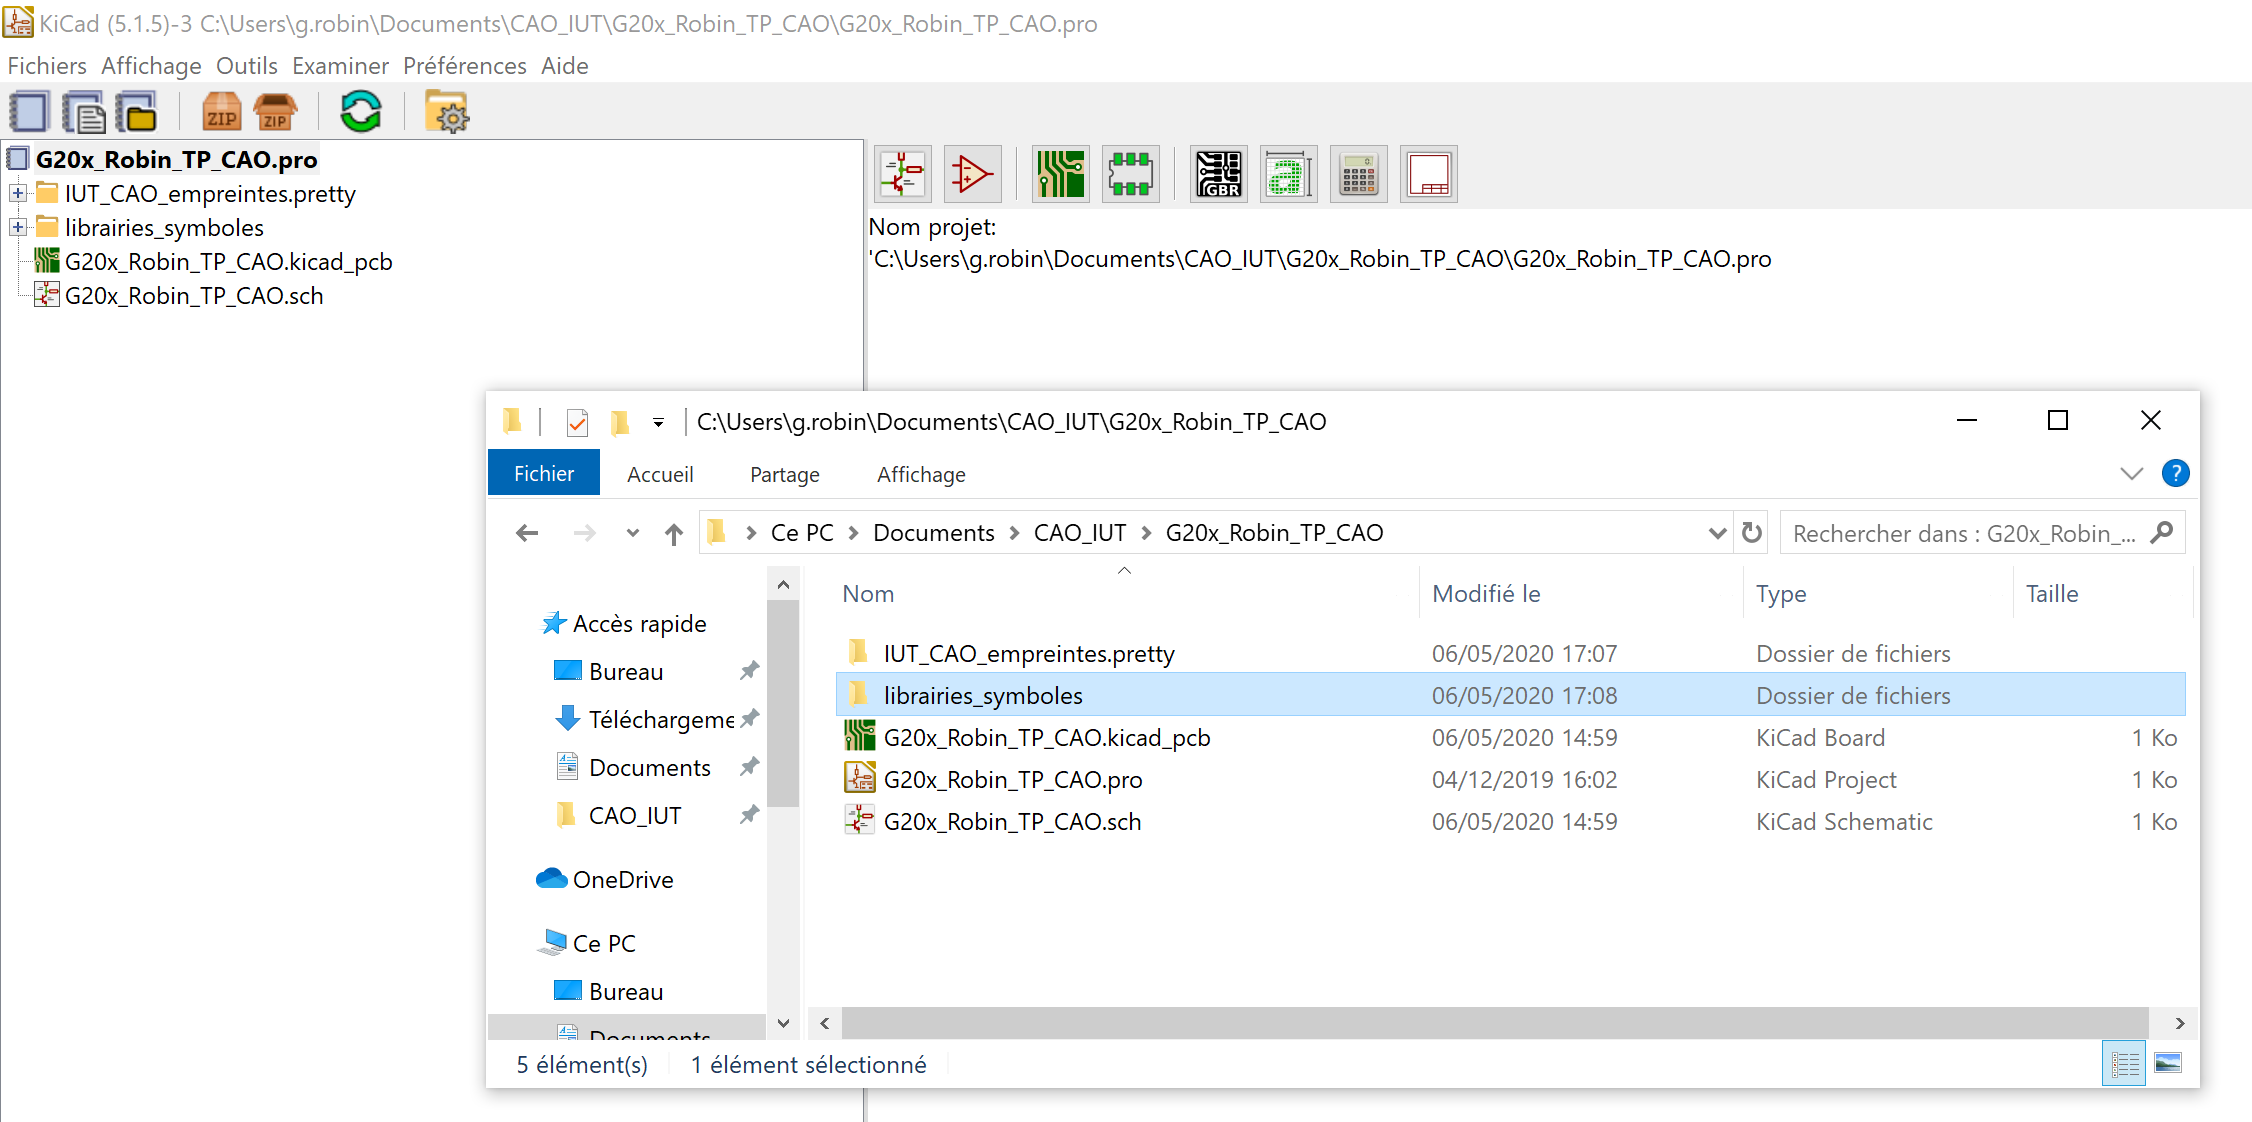 KiCad (5.1.5)-3 C:\Users\g.robin\Documents\CAO_IUT\G20x_Robin_TP_CAO\G20x_Robin_TP_CAO.pro
Fichiers Affichage Outils Examiner Préférences Aide
ZIP ZIP
G20x_Robin_TP_CAO.pro
IUT_CAO_empreintes.pretty
librairies_symboles
G20x_Robin_TP_CAO.kicad_pcb
G20x_Robin_TP_CAO.sch
GBR a 0.
Nom projet:
'C:\Users\g.robin\Documents\CAO_IUT\G20x_Robin_TP_CAO\G20x_Robin_TP_CAO.pro
C:\Users\g.robin\Documents\CAO_IUT\G20x_Robin_TP_CAO
Fichier Accueil Partage Affichage ?
Ce PC Documents CAO_IUT G20x_Robin_TP_CAO Rechercher dans : G20x_Robin_...
Accès rapide
Bureau
Téléchargeme
Documents
CAO_IUT
OneDrive
Ce PC
Bureau
Documents
Nom Modifié le Type Taille
IUT_CAO_empreintes.pretty 06/05/2020 17:07 Dossier de fichiers
librairies_symboles 06/05/2020 17:08 Dossier de fichiers
G20x_Robin_TP_CAO.kicad_pcb 06/05/2020 14:59 KiCad Board 1 Ko
G20x_Robin_TP_CAO.pro 04/12/2019 16:02 KiCad Project 1 Ko
G20x_Robin_TP_CAO.sch 06/05/2020 14:59 KiCad Schematic 1 Ko
5 élément(s) 1 élément sélectionné